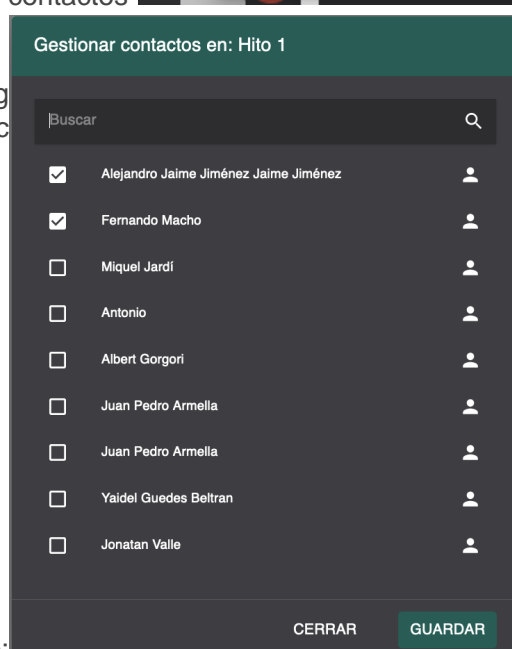 contactos
Gestionar contactos en: Hito 1
Buscar
Alejandro Jaime Jiménez Jaime Jiménez
Fernando Macho
Miquel Jardí
Antonio
Albert Gorgori
Juan Pedro Armella
Juan Pedro Armella
Yaidel Guedes Beltran
Jonatan Valle
CERRAR GUARDAR